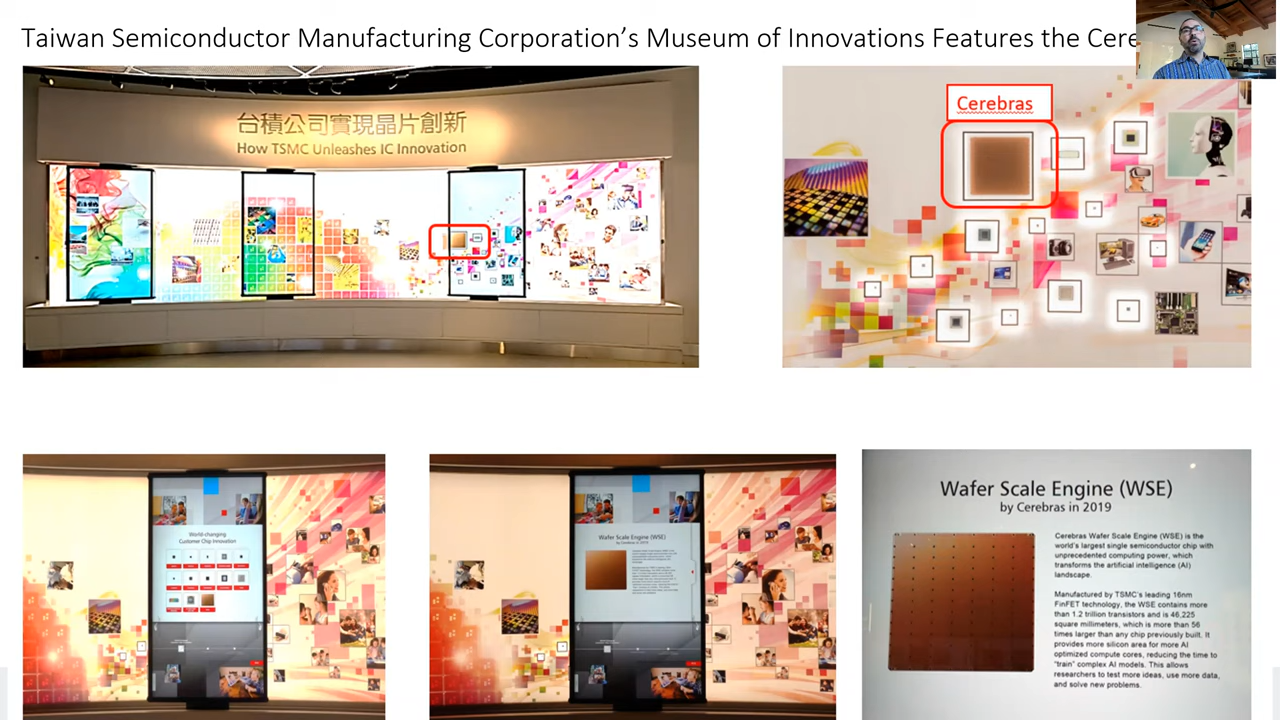 Taiwan Semiconductor Manufacturing Corporation's Museum of Innovations Features the Cere
台積公司實現晶片創新
How TSMC Unleashes IC Innovation
Cerebras
World-changing
Customer Chip Innovation
Wafer Scale Engine (WSE)
by Cerebras in 2019
Wafer Scale Engine (WSE)
by Cerebras in 2019
Cerebras Wafer Scale Engine (WSE) is the
world's largest single semiconductor chip with
unprecedented computing power, which
transforms the artificial intelligence (AI)
landscape.
Manufactured by TSMC's leading 16nm
FinFET technology, the WSE contains more
than 1.2 trillion transistors and is 46,225
square millimeters, which is more than 56
times larger than any chip previously built. It
provides more silicon area for more AI
optimized compute cores, reducing the time to
"train" complex AI models. This allows
researchers to test more ideas, use more data,
and solve new problems.